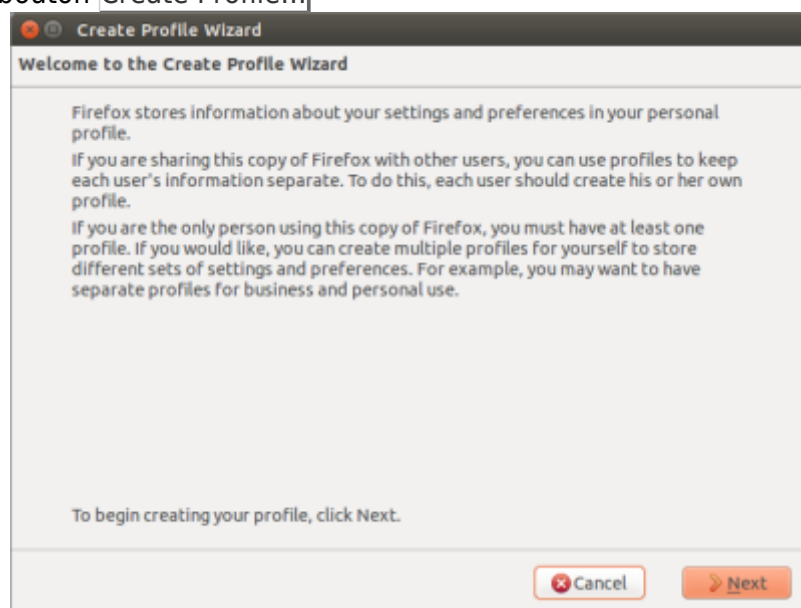 bouton Create Profile...
Create Profile Wizard
Welcome to the Create Profile Wizard
Firefox stores information about your settings and preferences in your personal
profile.
If you are sharing this copy of Firefox with other users, you can use profiles to keep
each user's information separate. To do this, each user should create his or her own
profile.
If you are the only person using this copy of Firefox, you must have at least one
profile. If you would like, you can create multiple profiles for yourself to store
different sets of settings and preferences. For example, you may want to have
separate profiles for business and personal use.
To begin creating your profile, click Next.
Cancel Next